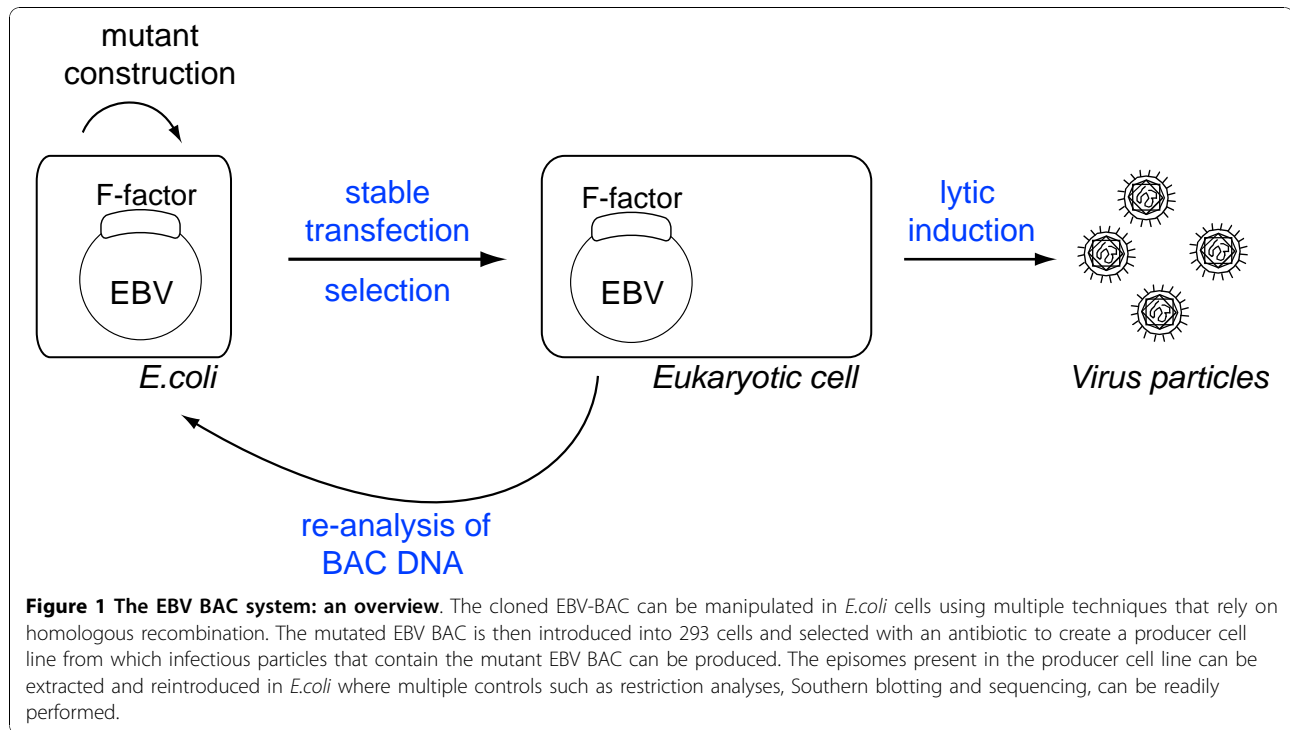 mutant
construction
F-factor
EBV
E.coli
stable
transfection
selection
F-factor
EBV
Eukaryotic cell
lytic
induction
Virus particles
re-analysis of
BAC DNA
Figure 1 The EBV BAC system: an overview. The cloned EBV-BAC can be manipulated in E.coli cells using multiple techniques that rely on
homologous recombination. The mutated EBV BAC is then introduced into 293 cells and selected with an antibiotic to create a producer cell
line from which infectious particles that contain the mutant EBV BAC can be produced. The episomes present in the producer cell line can be
extracted and reintroduced in E.coli where multiple controls such as restriction analyses, Southern blotting and sequencing, can be readily
performed.